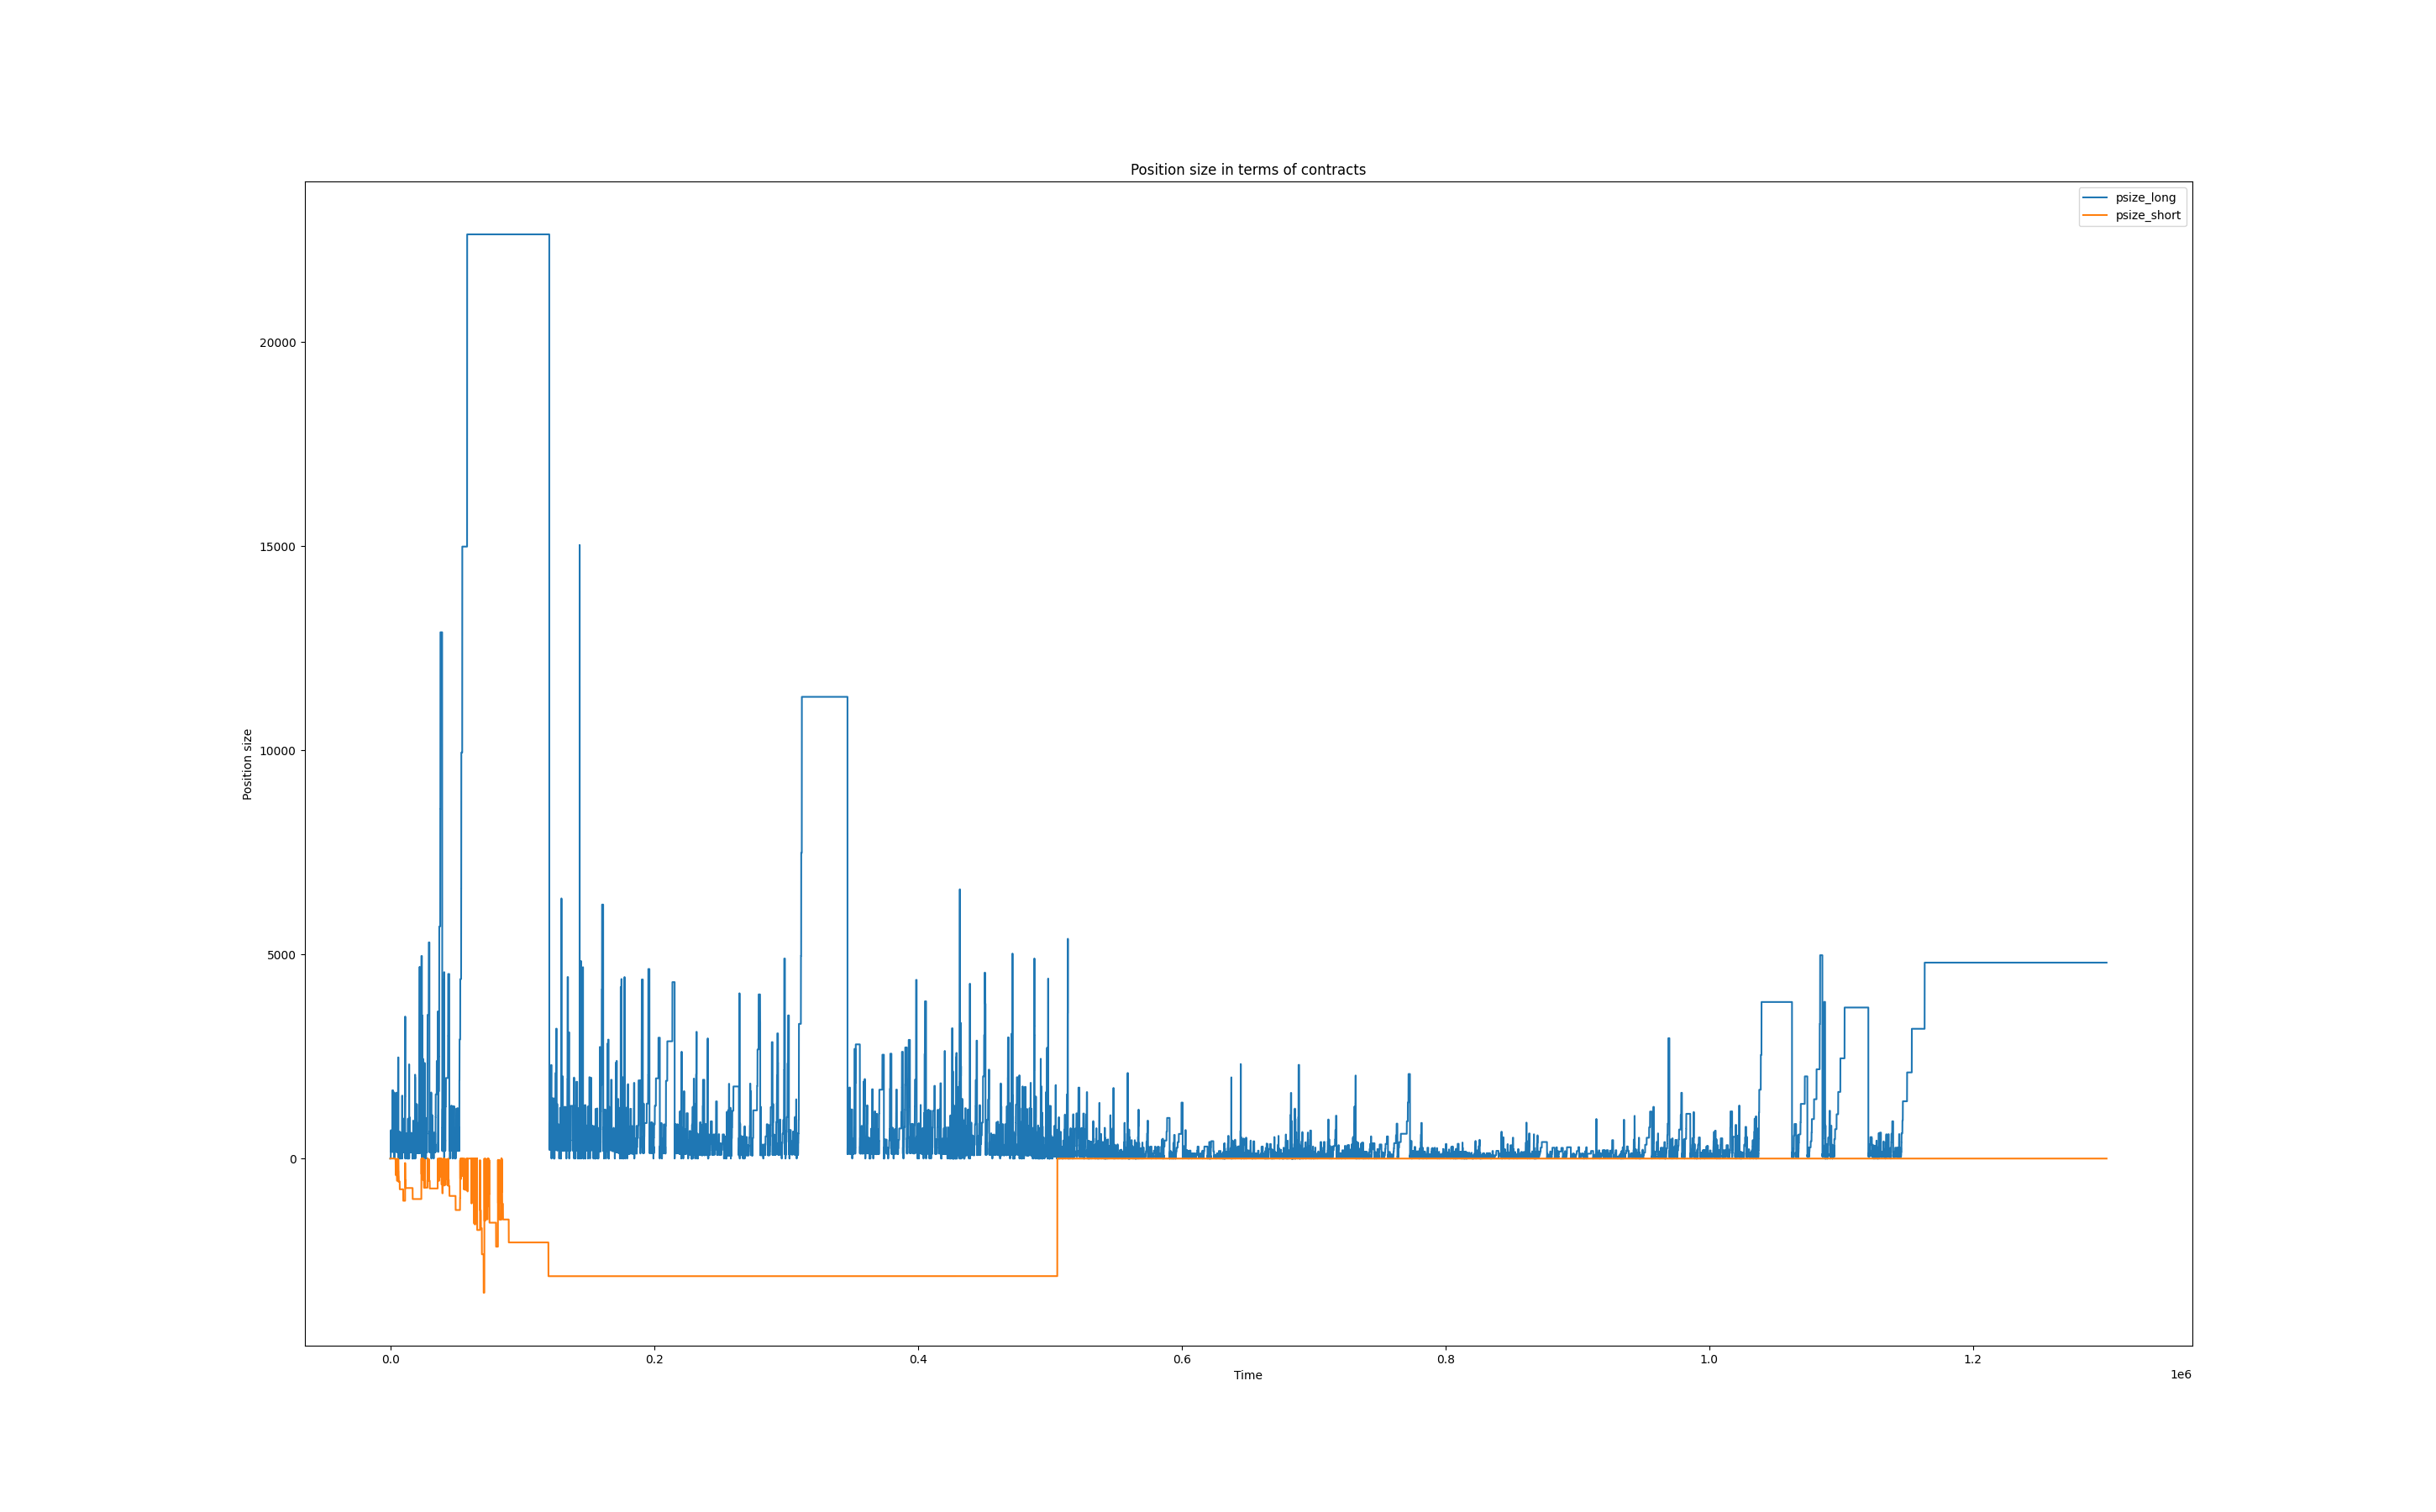 Position size in terms of contracts
psize_long
psize_short
20000
15000
10000
5000
0
Position size
0.0
0.2
0.4
0.6
0.8
1.0
1.2
Time
1e6